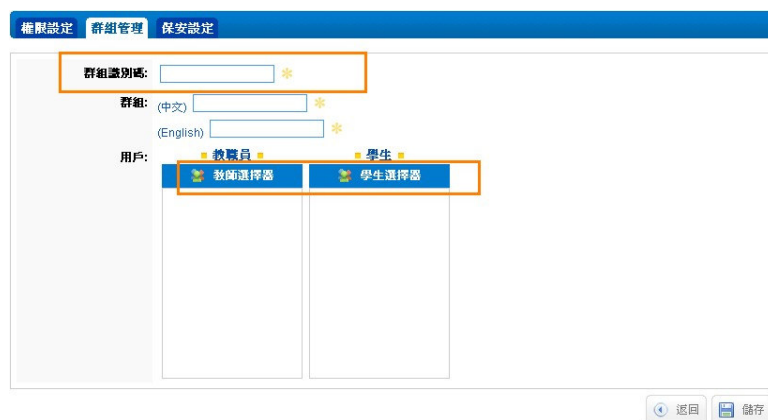 權限設定 群組管理 保安設定
群組識別碼: *
群組: (中文) *
(English) *
用戶: 教職員 學生
教師選擇器 學生選擇器
返回 儲存